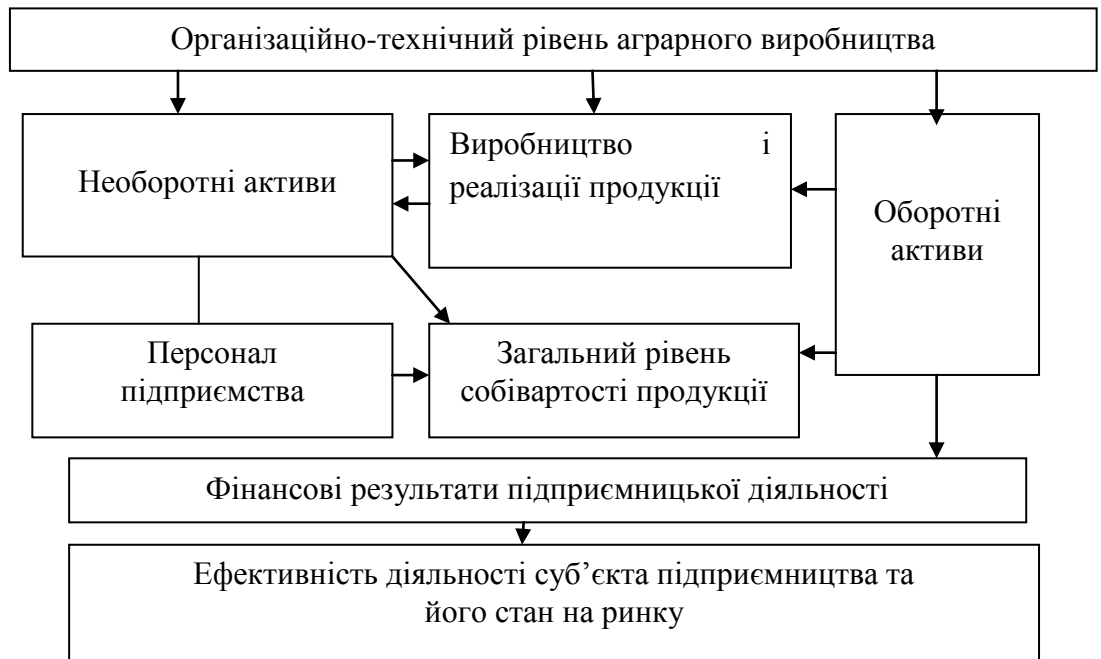 Організаційно-технічний рівень аграрного виробництва
Необоротні активи
Виробництво і
реалізації продукції
Оборотні
активи
Персонал
підприємства
Загальний рівень
собівартості продукції
Фінансові результати підприємницької діяльності
Ефективність діяльності суб’єкта підприємництва та
його стан на ринку